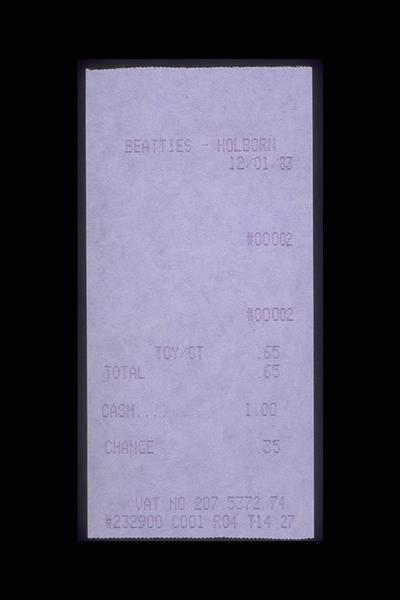 BEATTIES - HOLBORN
12/01/83
#00002
#00002
TOY/CT .65
TOTAL .65
CASH.... 1.00
CHANGE .35
VAT NO 207 5372 74
#232900 C001 R04 T14 27